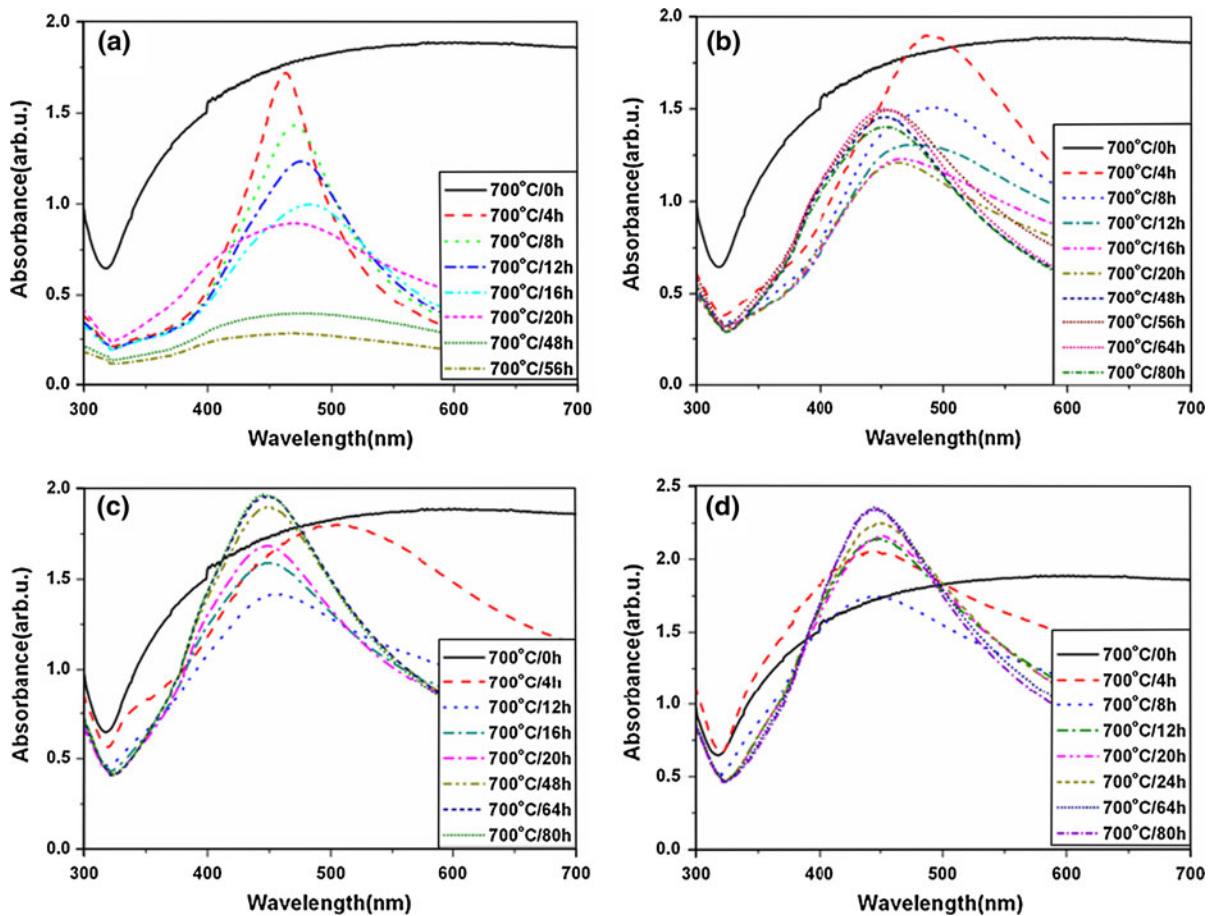 (a)
Absorbance(arb.u.)
2.0
1.5
1.0
0.5
0.0
700°C/0h
700°C/4h
700°C/8h
700°C/12h
700°C/16h
700°C/20h
700°C/48h
700°C/56h
300 400 500 600 700
Wavelength(nm)
(b)
Absorbance(arb.u.)
2.0
1.5
1.0
0.5
0.0
700°C/0h
700°C/4h
700°C/8h
700°C/12h
700°C/16h
700°C/20h
700°C/48h
700°C/56h
700°C/64h
700°C/80h
300 400 500 600 700
Wavelength(nm)
(c)
Absorbance(arb.u.)
2.0
1.5
1.0
0.5
0.0
700°C/0h
700°C/4h
700°C/12h
700°C/16h
700°C/20h
700°C/48h
700°C/64h
700°C/80h
300 400 500 600 700
Wavelength(nm)
(d)
Absorbance(arb.u.)
2.5
2.0
1.5
1.0
0.5
0.0
700°C/0h
700°C/4h
700°C/8h
700°C/12h
700°C/20h
700°C/24h
700°C/64h
700°C/80h
300 400 500 600 700
Wavelength(nm)